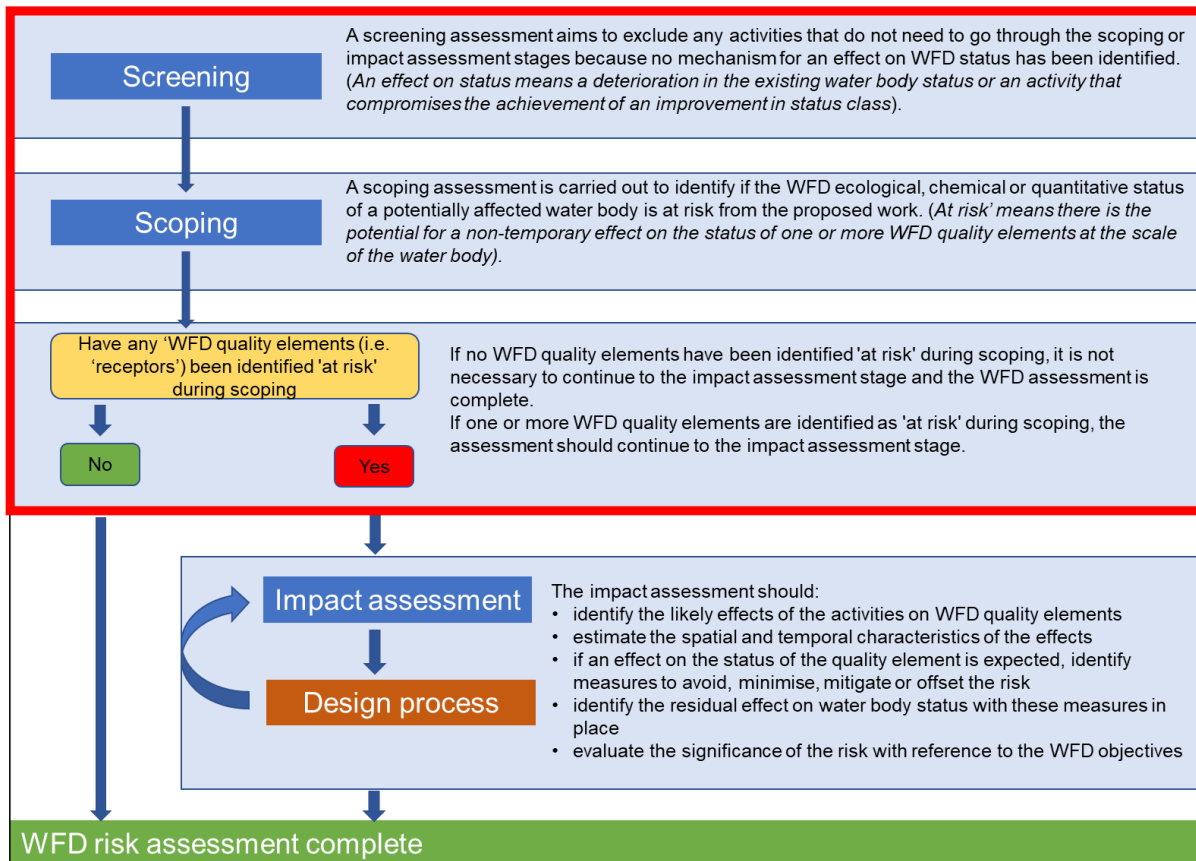 Screening
A screening assessment aims to exclude any activities that do not need to go through the scoping or
impact assessment stages because no mechanism for an effect on WFD status has been identified.
(An effect on status means a deterioration in the existing water body status or an activity that
compromises the achievement of an improvement in status class).
Scoping
A scoping assessment is carried out to identify if the WFD ecological, chemical or quantitative status
of a potentially affected water body is at risk from the proposed work. (At risk’ means there is the
potential for a non-temporary effect on the status of one or more WFD quality elements at the scale
of the water body).
Have any ‘WFD quality elements (i.e.
‘receptors’) been identified 'at risk'
during scoping
No
Yes
If no WFD quality elements have been identified 'at risk' during scoping, it is not
necessary to continue to the impact assessment stage and the WFD assessment is
complete.
If one or more WFD quality elements are identified as 'at risk' during scoping, the
assessment should continue to the impact assessment stage.
Impact assessment
Design process
The impact assessment should:
• identify the likely effects of the activities on WFD quality elements
• estimate the spatial and temporal characteristics of the effects
• if an effect on the status of the quality element is expected, identify
measures to avoid, minimise, mitigate or offset the risk
• identify the residual effect on water body status with these measures in
place
• evaluate the significance of the risk with reference to the WFD objectives
WFD risk assessment complete